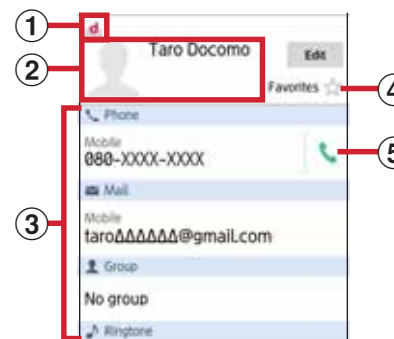 ① d
② Taro Docomo Edit
Favorites ④
Phone
Mobile
080-XXXX-XXXX ⑤
Mail
③ Mobile
taroΔΔΔΔΔΔ@gmail.com
Group
No group
Ringtone